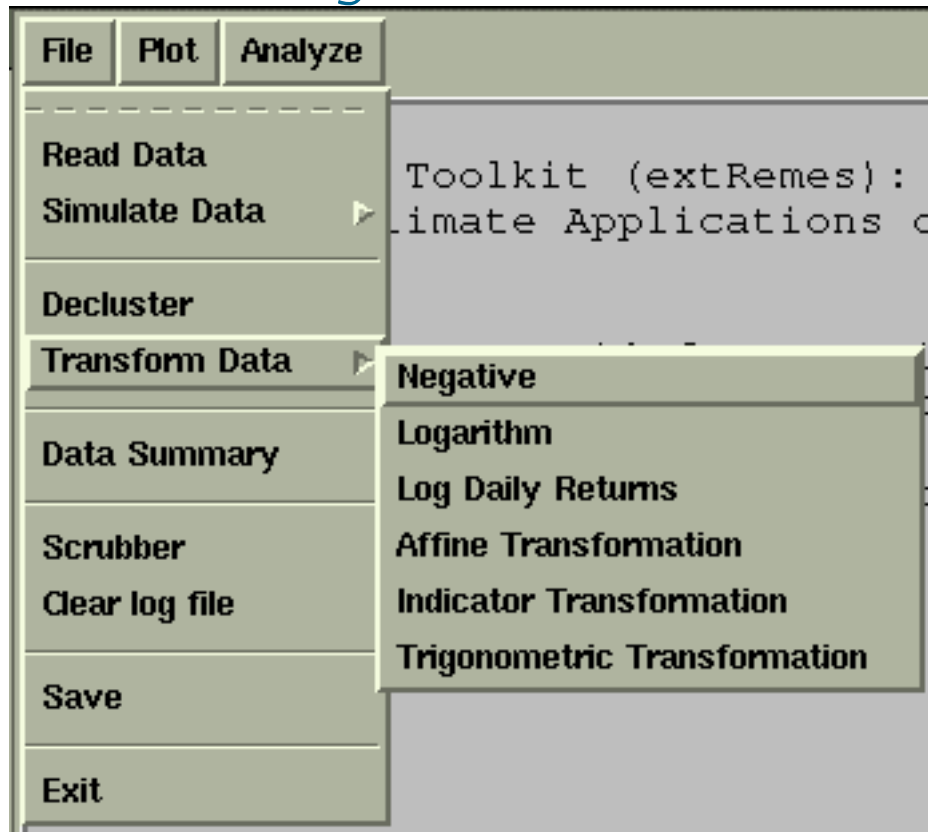 File Plot Analyze
Read Data
Toolkit (extRemes):
Simulate Data
Applications
Decluster
Transform Data
Negative
Logarithm
Data Summary
Log Daily Returns
Scrubber
Affine Transformation
Clear log file
Indicator Transformation
Trigonometric Transformation
Save
Exit